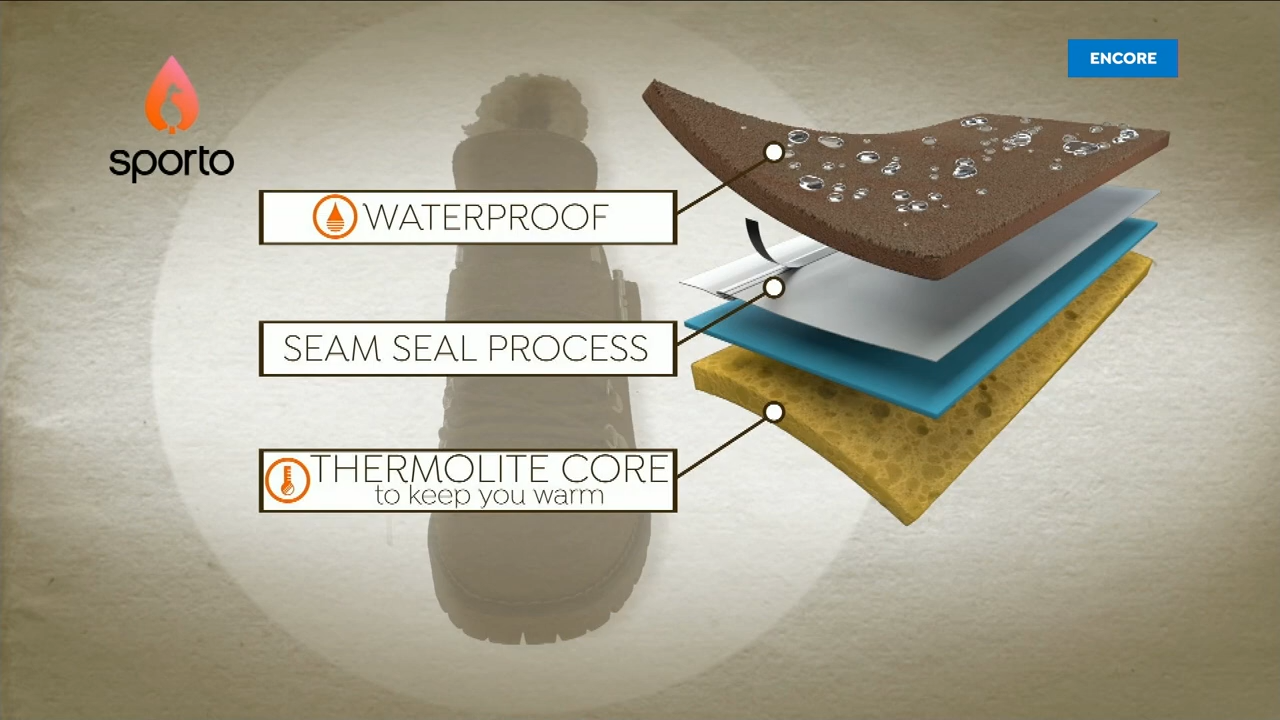 ENCORE
sporto
WATERPROOF
SEAM SEAL PROCESS
THERMOLITE CORE
to keep you warm